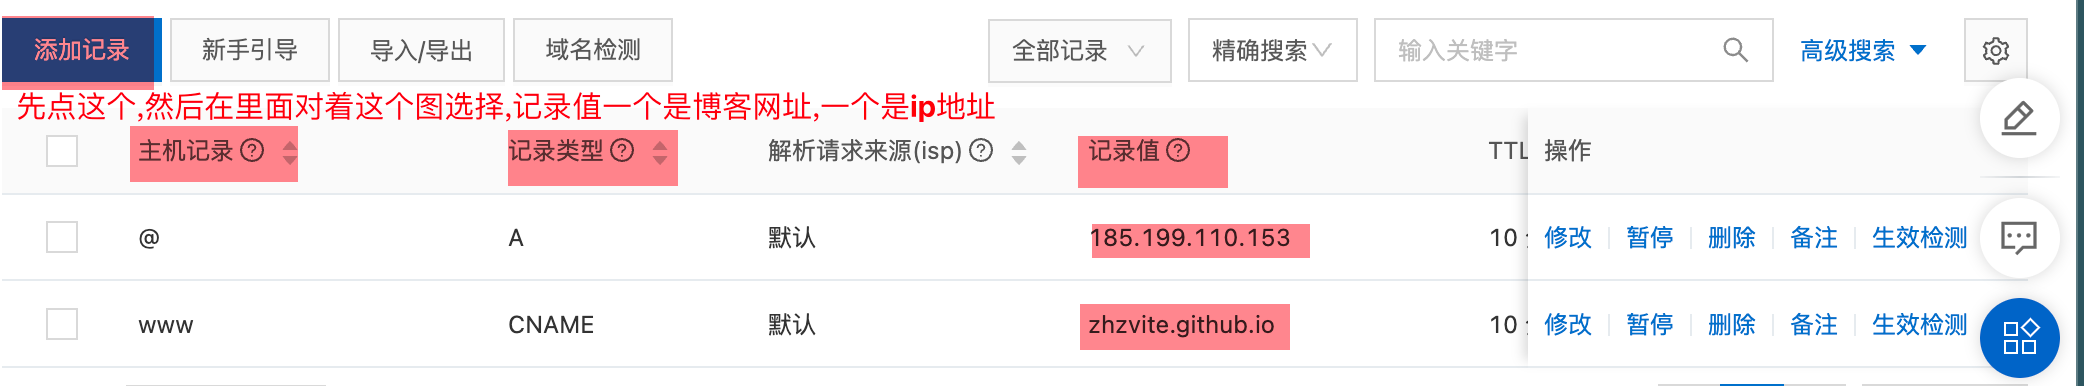 添加记录 新手引导 导入/导出 域名检测 全部记录 精确搜索 输入关键字 高级搜索
先点这个,然后在里面对着这个图选择,记录值一个是博客网址,一个是ip地址
主机记录 记录类型 解析请求来源(isp) 记录值 TTL 操作
@ A 默认 185.199.110.153 10 修改 暂停 删除 备注 生效检测
www CNAME 默认 zhzvite.github.io 10 修改 暂停 删除 备注 生效检测